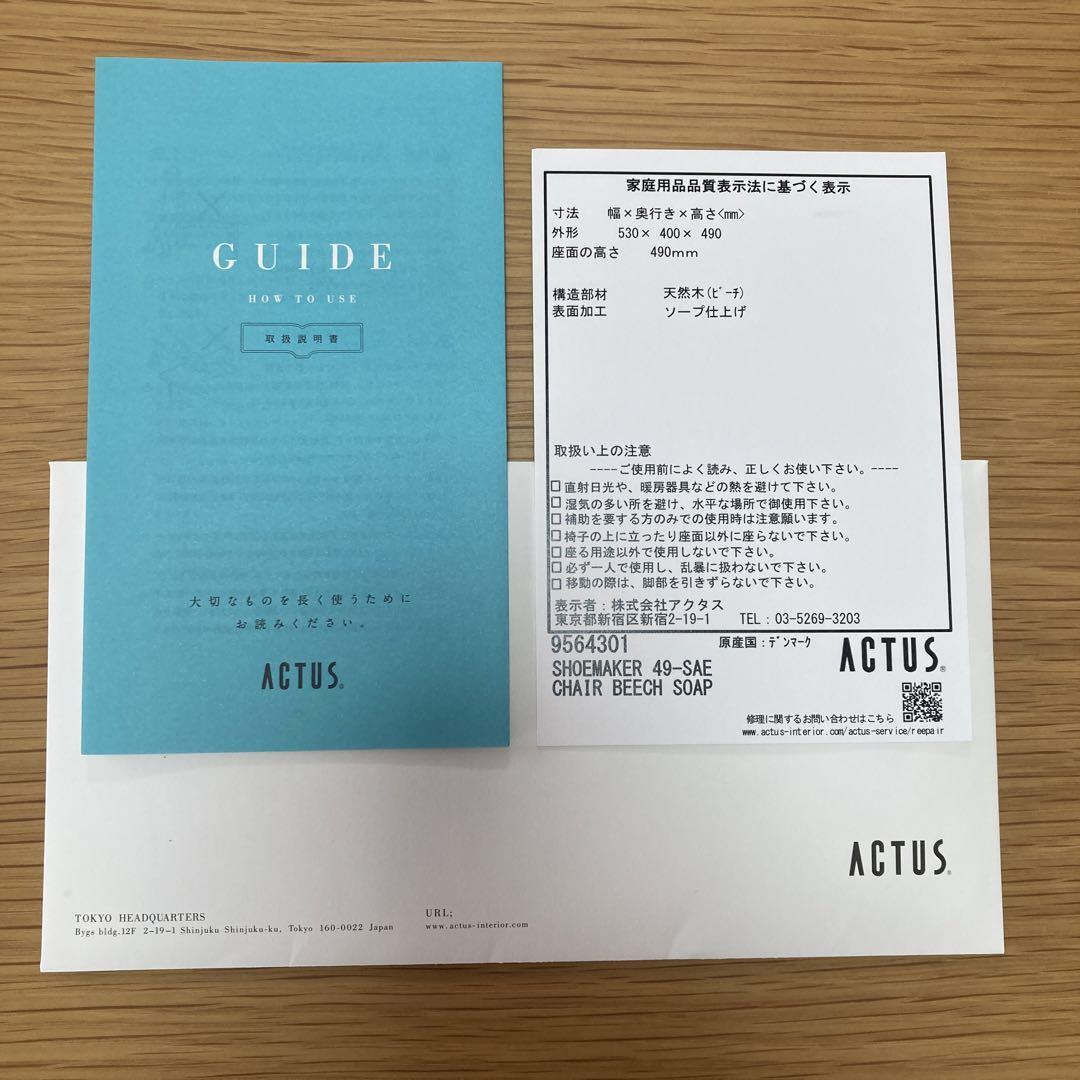 GUIDE
HOW TO USE
取扱説明書
大切なものを長く使うために
お読みください。
ACTUS®
家庭用品品質表示法に基づく表示
寸法　幅×奥行き×高さ<mm>
外形　530× 400× 490
座面の高さ　490mm
構造部材　天然木(ﾋﾞｰﾁ)
表面加工　ソープ仕上げ
取扱い上の注意
----ご使用前によく読み、正しくお使い下さい。----
□直射日光や、暖房器具などの熱を避けて下さい。
□湿気の多い所を避け、水平な場所で御使用下さい。
□補助を要する方のみでの使用時は注意願います。
□椅子の上に立ったり座面以外に座らないで下さい。
□座る用途以外で使用しないで下さい。
□必ず一人で使用し、乱暴に扱わないで下さい。
□移動の際は、脚部を引きずらないで下さい。
表示者：株式会社アクタス
東京都新宿区新宿2-19-1　TEL：03-5269-3203
9564301　原産国：ﾃﾞﾝﾏｰｸ
SHOEMAKER 49-SAE
CHAIR BEECH SOAP
ACTUS®
修理に関するお問い合わせはこちら
www.actus-interior.com/actus-service/reepair
ACTUS®
TOKYO HEADQUARTERS
Bygs bldg.12F 2-19-1 Shinjuku Shinjuku-ku, Tokyo 160-0022 Japan
URL;
www.actus-interior.com